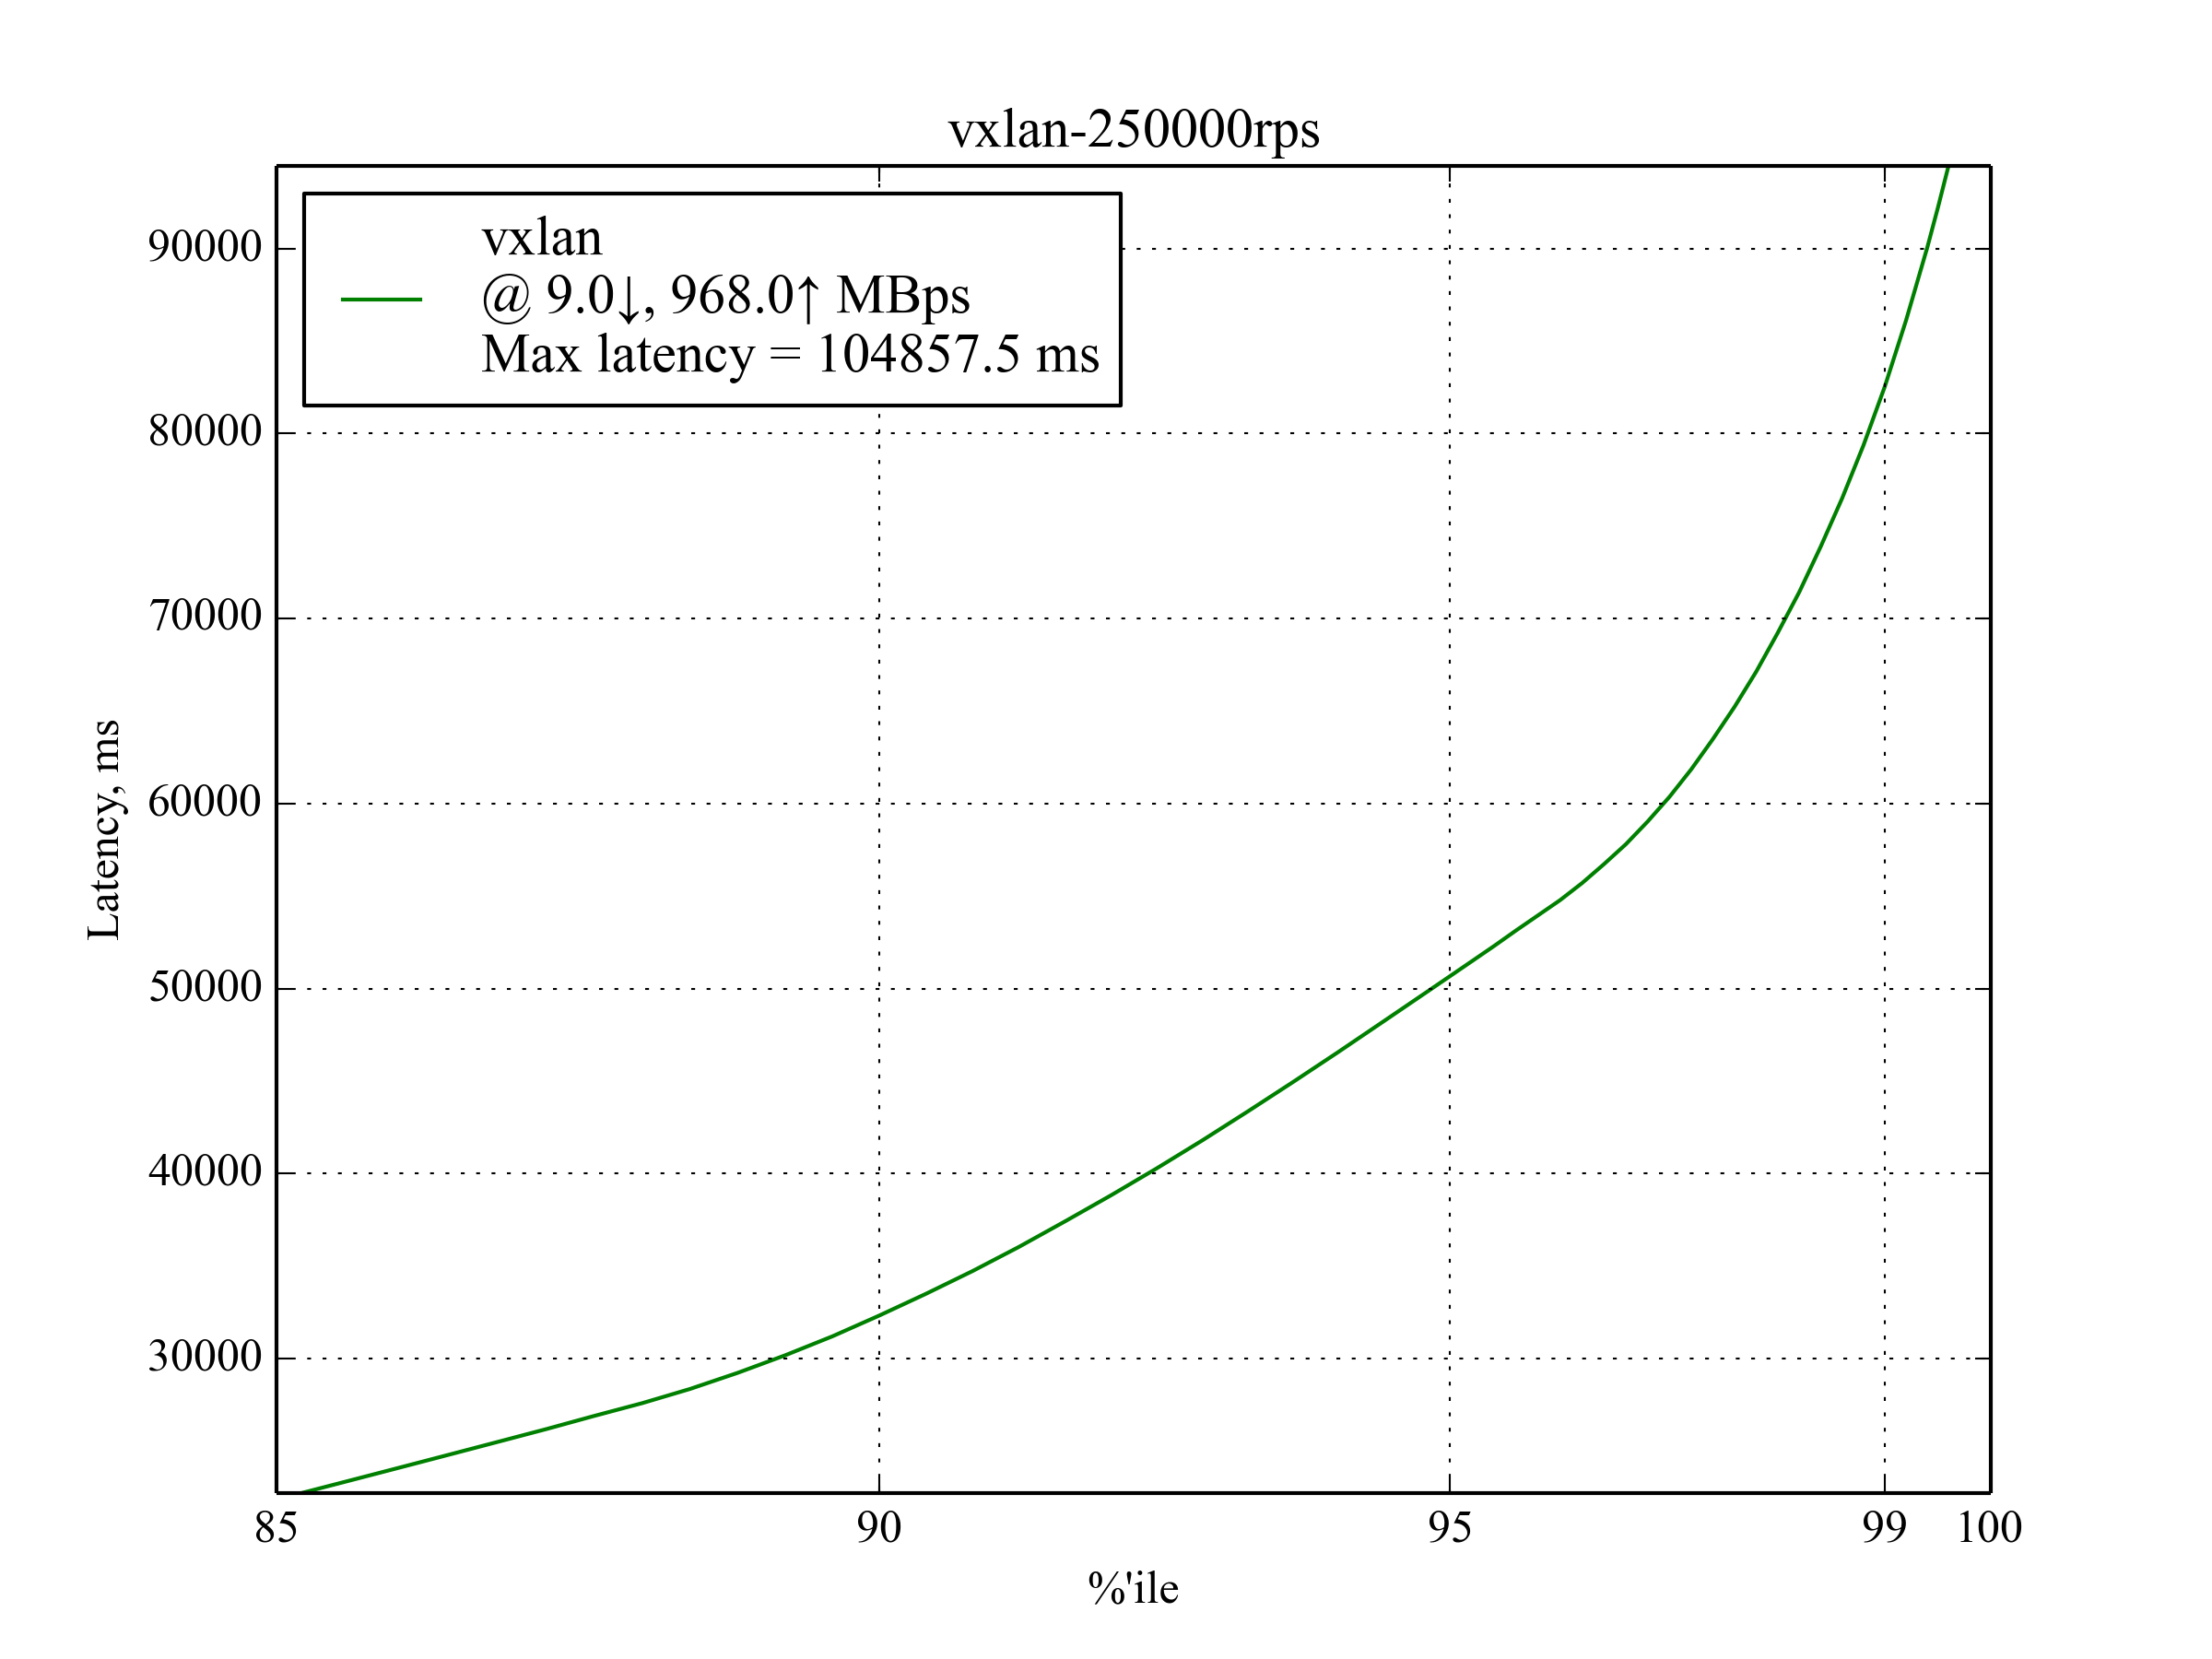 vxlan-250000rps
vxlan
@ 9.0↓, 968.0↑ MBps
Max latency = 104857.5 ms
90000
80000
70000
60000
50000
40000
30000
Latency, ms
85
90
95
99
100
%'ile